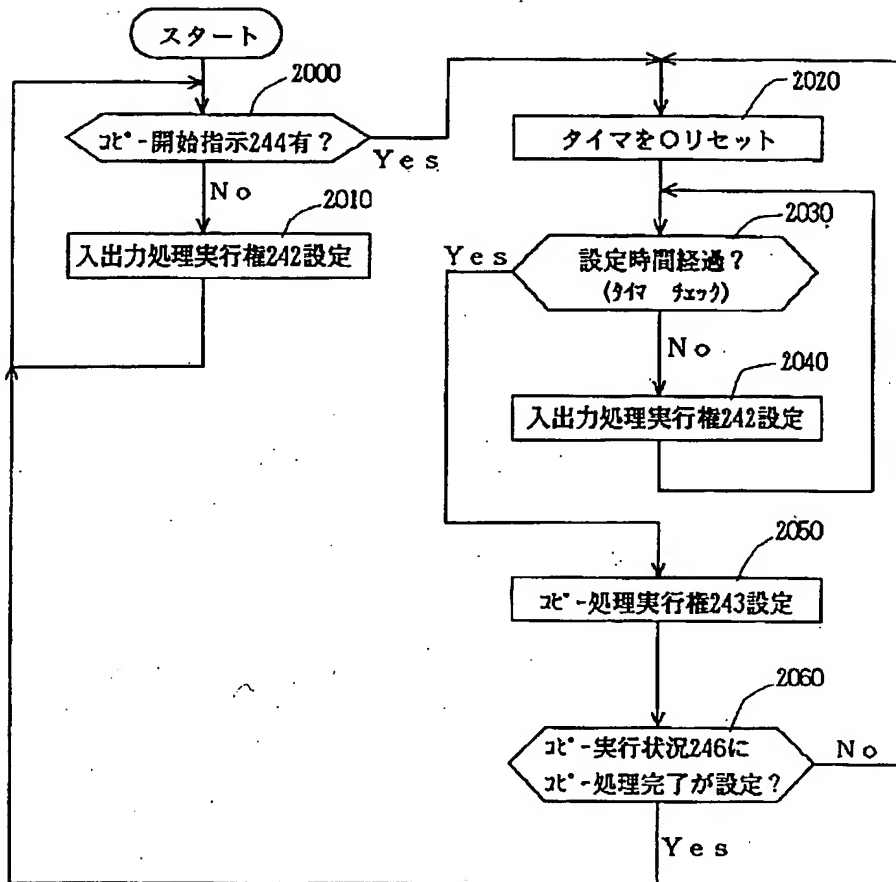 スタート
2000
ｺﾋﾟｰ開始指示244有?
Yes
No
2010
入出力処理実行権242設定
2020
タイマを○リセット
2030
Yes
設定時間経過?
(ﾀｲﾏ ﾁｪｯｸ)
No
2040
入出力処理実行権242設定
2050
ｺﾋﾟｰ処理実行権243設定
2060
ｺﾋﾟｰ実行状況246に
ｺﾋﾟｰ処理完了が設定?
No
Yes